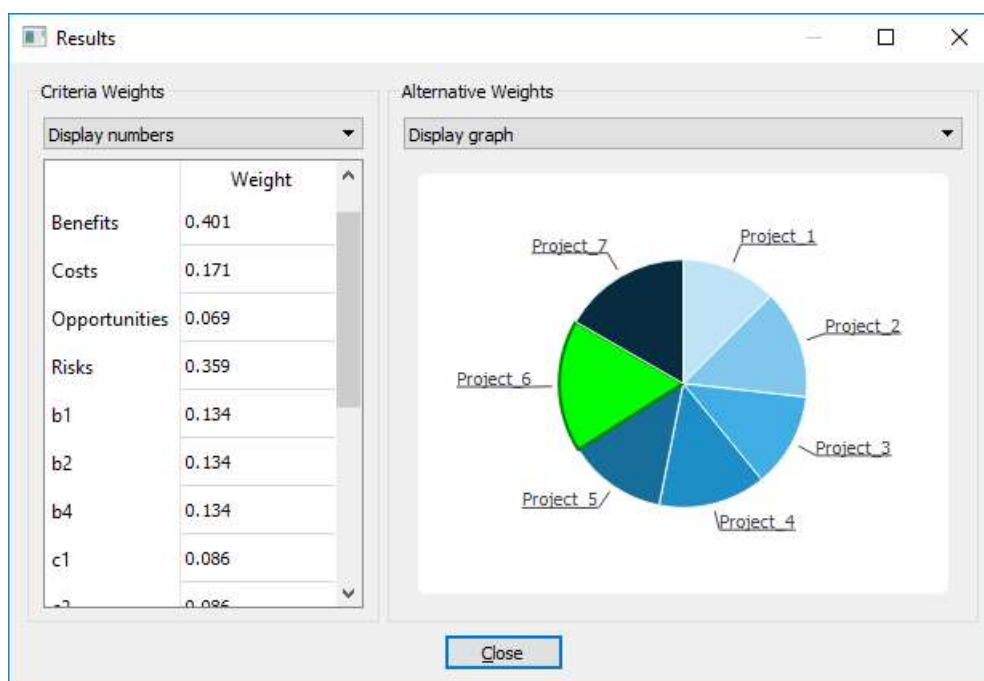 Results
Criteria Weights
Display numbers
Weight
Benefits 0.401
Costs 0.171
Opportunities 0.069
Risks 0.359
b1 0.134
b2 0.134
b4 0.134
c1 0.086
Alternative Weights
Display graph
Project_1
Project_2
Project_3
Project_4
Project_5
Project_6
Project_7
Close